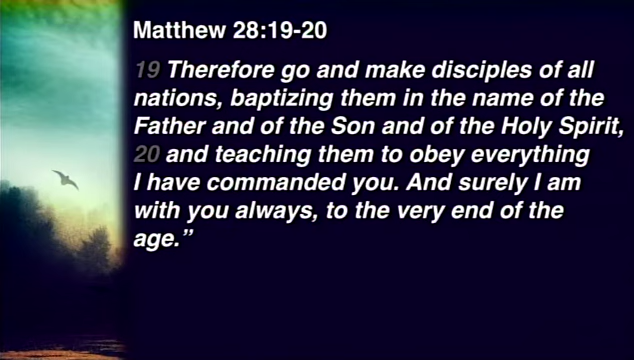 Matthew 28:19-20
19 Therefore go and make disciples of all
nations, baptizing them in the name of the
Father and of the Son and of the Holy Spirit,
20 and teaching them to obey everything
I have commanded you. And surely I am
with you always, to the very end of the
age.”